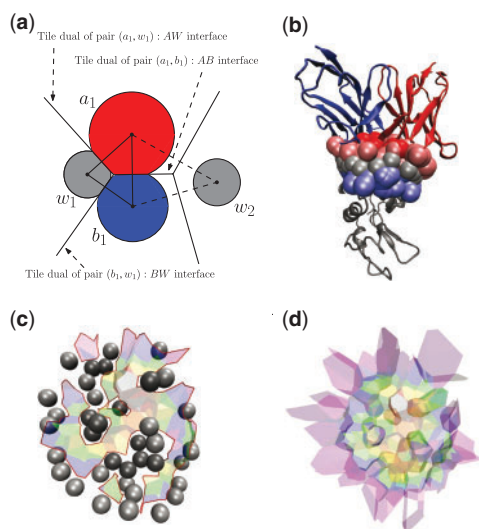 (a)
Tile dual of pair (a₁, w₁) : AW interface
Tile dual of pair (a₁, b₁) : AB interface
a₁
w₁
w₂
b₁
Tile dual of pair (b₁, w₁) : BW interface
(b)
(c)
(d)